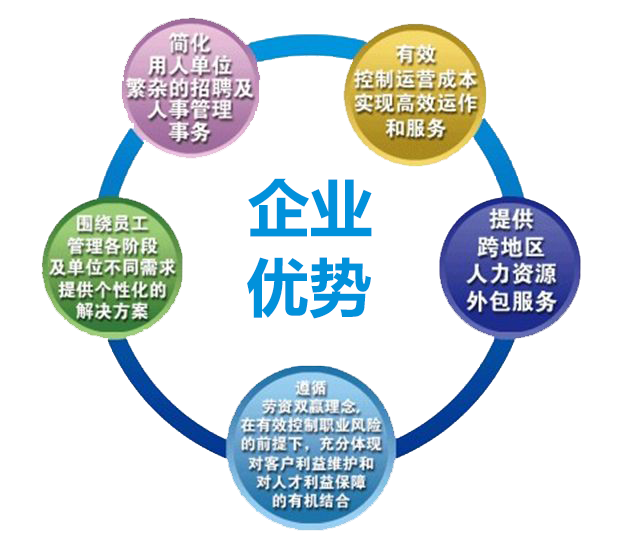 简化
用人单位
繁杂的招聘及
人事管理
事务
有效
控制运营成本
实现高效运作
和服务
企业
优势
围绕员工
管理各阶段
及单位不同需求
提供个性化的
解决方案
提供
跨地区
人力资源
外包服务
遵循
劳资双赢理念,
在有效控制职业风险
的前提下，充分体现
对客户利益维护和
对人才利益保障
的有机结合